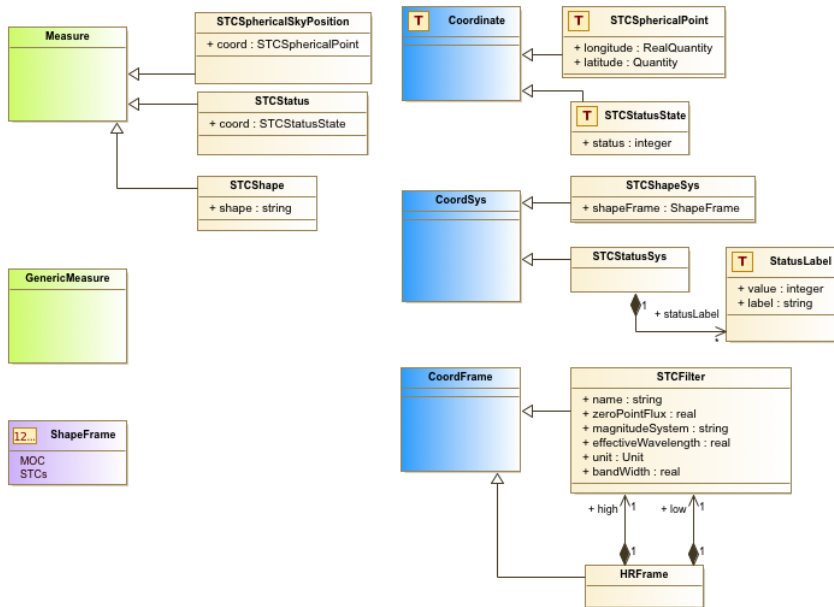 Measure
STCSphericalSkyPosition
+ coord : STCSphericalPoint
STCStatus
+ coord : STCStatusState
STCShape
+ shape : string
GenericMeasure
12...
ShapeFrame
MOC
STCs
T
Coordinate
T
STCSphericalPoint
+ longitude : RealQuantity
+ latitude : Quantity
T
STCStatusState
+ status : integer
CoordSys
STCShapeSys
+ shapeFrame : ShapeFrame
STCStatusSys
1
+ statusLabel
*
T
StatusLabel
+ value : integer
+ label : string
CoordFrame
STCFilter
+ name : string
+ zeroPointFlux : real
+ magnitudeSystem : string
+ effectiveWavelength : real
+ unit : Unit
+ bandWidth : real
+ high 1
+ low 1
1 1
HRFrame